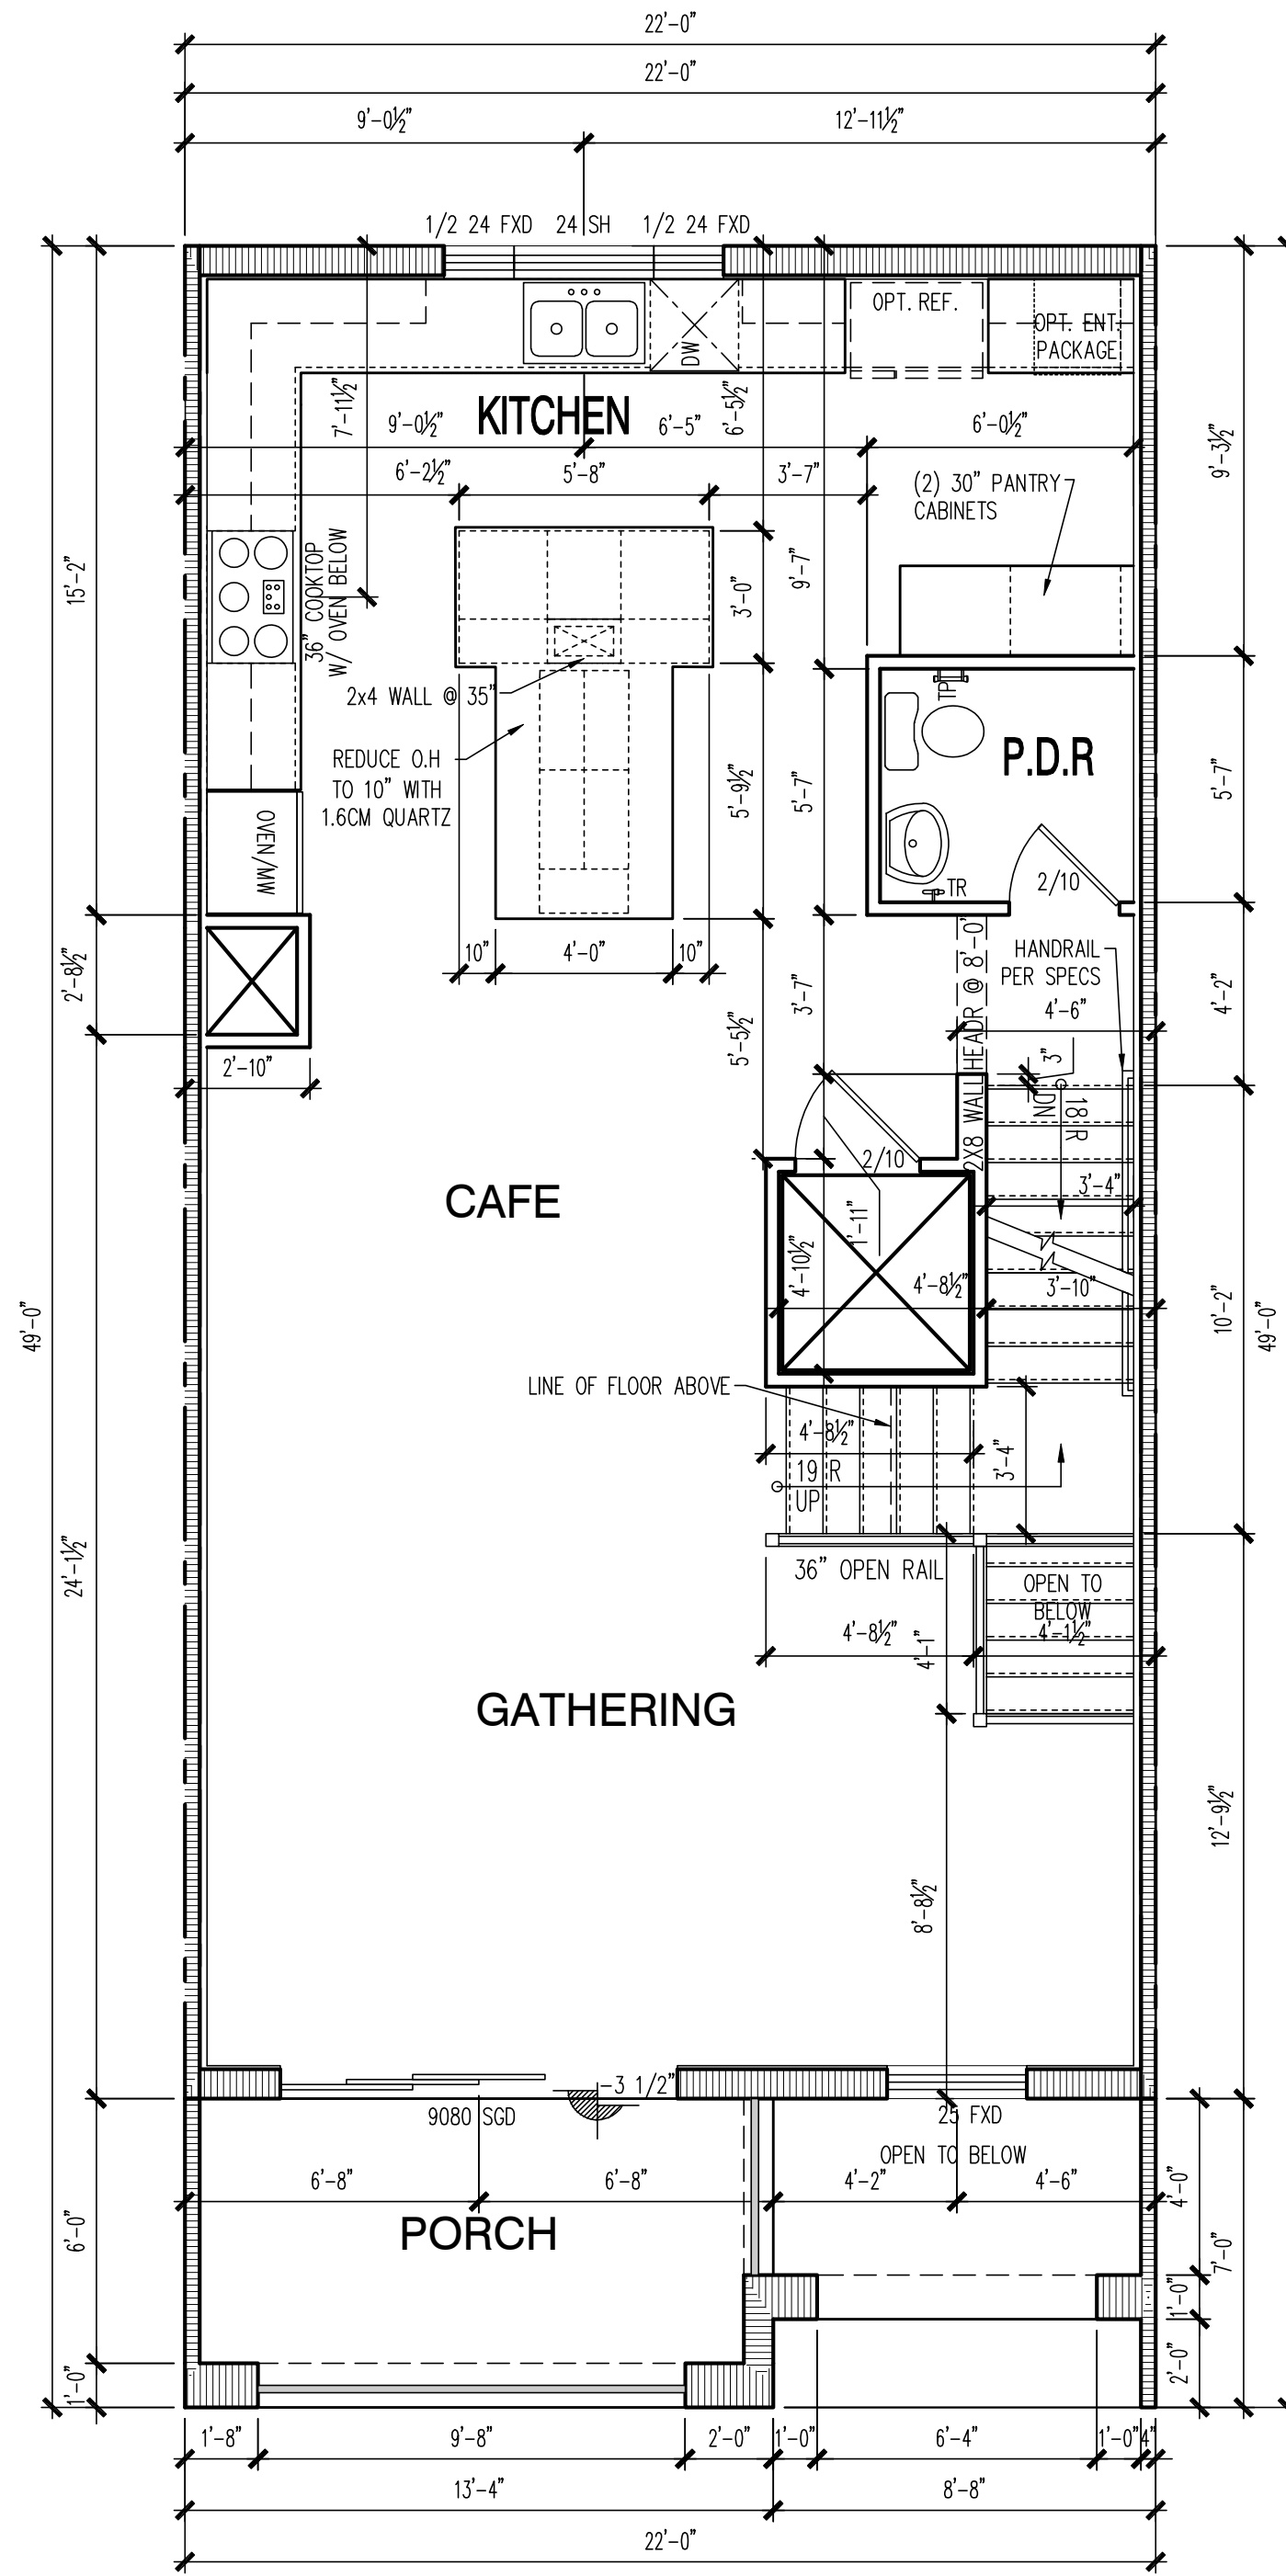 22'-0"
22'-0"
9'-0½"
12'-11½"
1/2 24 FXD
24 SH
1/2 24 FXD
OPT. REF.
OPT. ENT.
PACKAGE
DW
KITCHEN
7'-11½"
9'-0½"
6'-5"
6'-5½"
6'-0½"
6'-2½"
5'-8"
3'-7"
(2) 30" PANTRY
CABINETS
9'-3½"
15'-2"
36" COOKTOP
W/ OVEN BELOW
3'-0"
9'-7"
2x4 WALL @ 35"
REDUCE O.H
TO 10" WITH
1.6CM QUARTZ
TP
P.D.R
5'-9½"
5'-7"
5'-7"
OVEN/MW
TR
2/10
10"
4'-0"
10"
2'-8½"
2'-10"
3'-7"
5'-5½"
2X8 WALL HEADR @ 8'-0"
HANDRAIL
PER SPECS
4'-6"
4'-2"
3"
18 R
DN
2/10
3'-4"
CAFE
1'-11"
4'-10½"
4'-8½"
3'-10"
10'-2"
49'-0"
49'-0"
LINE OF FLOOR ABOVE
4'-8½"
3'-4"
19 R
UP
36" OPEN RAIL
OPEN TO
BELOW
24'-1½"
4'-8½"
4'-1"
4'-1½"
GATHERING
12'-9½"
8'-8½"
-3 1/2"
9080 SGD
25 FXD
OPEN TO BELOW
6'-8"
6'-8"
4'-2"
4'-6"
4'-0"
PORCH
6'-0"
7'-0"
1'-0"
2'-0"
1'-0"
1'-8"
9'-8"
2'-0"
1'-0"
6'-4"
1'-0"
4"
13'-4"
8'-8"
22'-0"